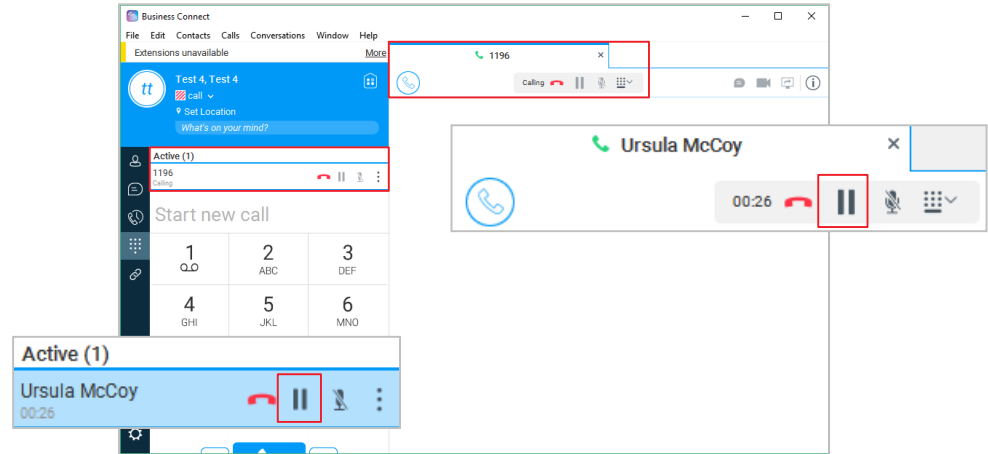 Business Connect
File Edit Contacts Calls Conversations Window Help
Extensions unavailable More
1196
tt
Test 4, Test 4
call
Set Location
What's on your mind?
Calling
Active (1)
1196
Calling
Start new call
1
2 ABC
3 DEF
4 GHI
5 JKL
6 MNO
Ursula McCoy
00:26
Active (1)
Ursula McCoy
00:26